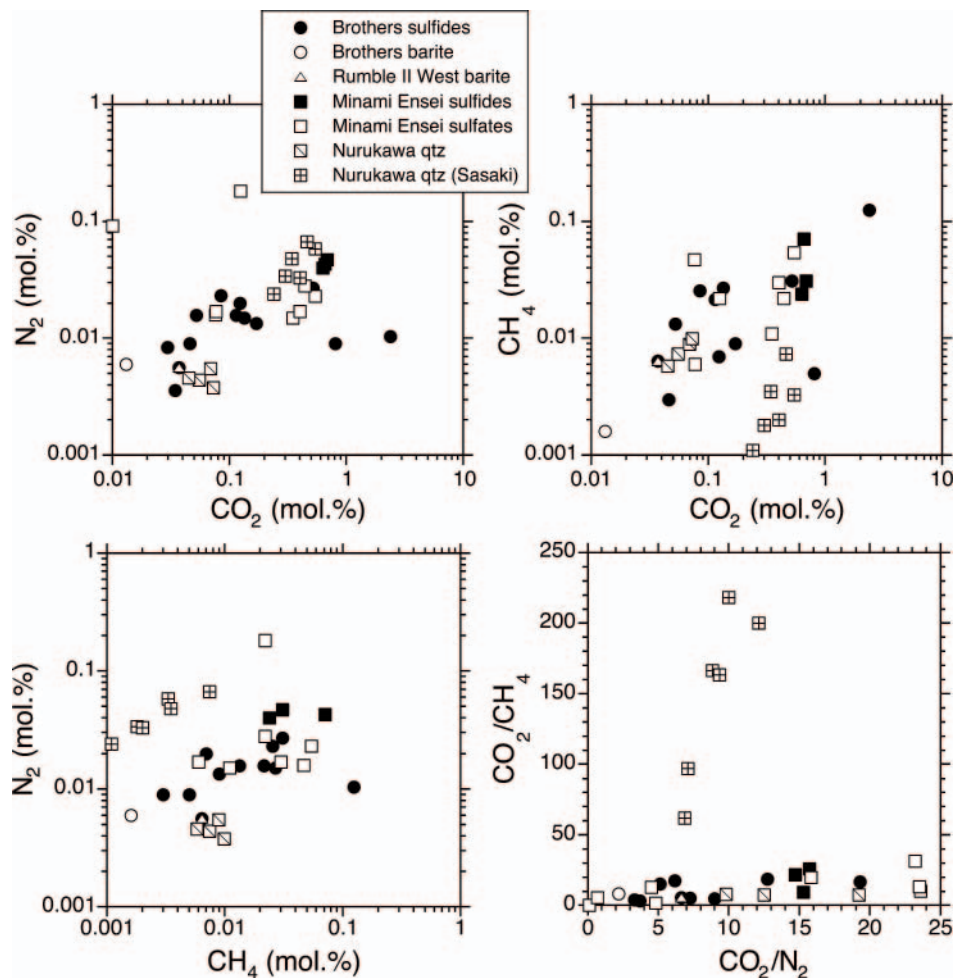 Brothers sulfides
Brothers barite
Rumble II West barite
Minami Ensei sulfides
Minami Ensei sulfates
Nurukawa qtz
Nurukawa qtz (Sasaki)
1
0.1
0.01
0.001
N₂ (mol.%)
0.01 0.1 1 10
CO₂ (mol.%)
1
0.1
0.01
0.001
CH₄ (mol.%)
0.01 0.1 1 10
CO₂ (mol.%)
1
0.1
0.01
0.001
N₂ (mol.%)
0.001 0.01 0.1 1
CH₄ (mol.%)
250
200
150
100
50
0
CO₂/CH₄
0 5 10 15 20 25
CO₂/N₂